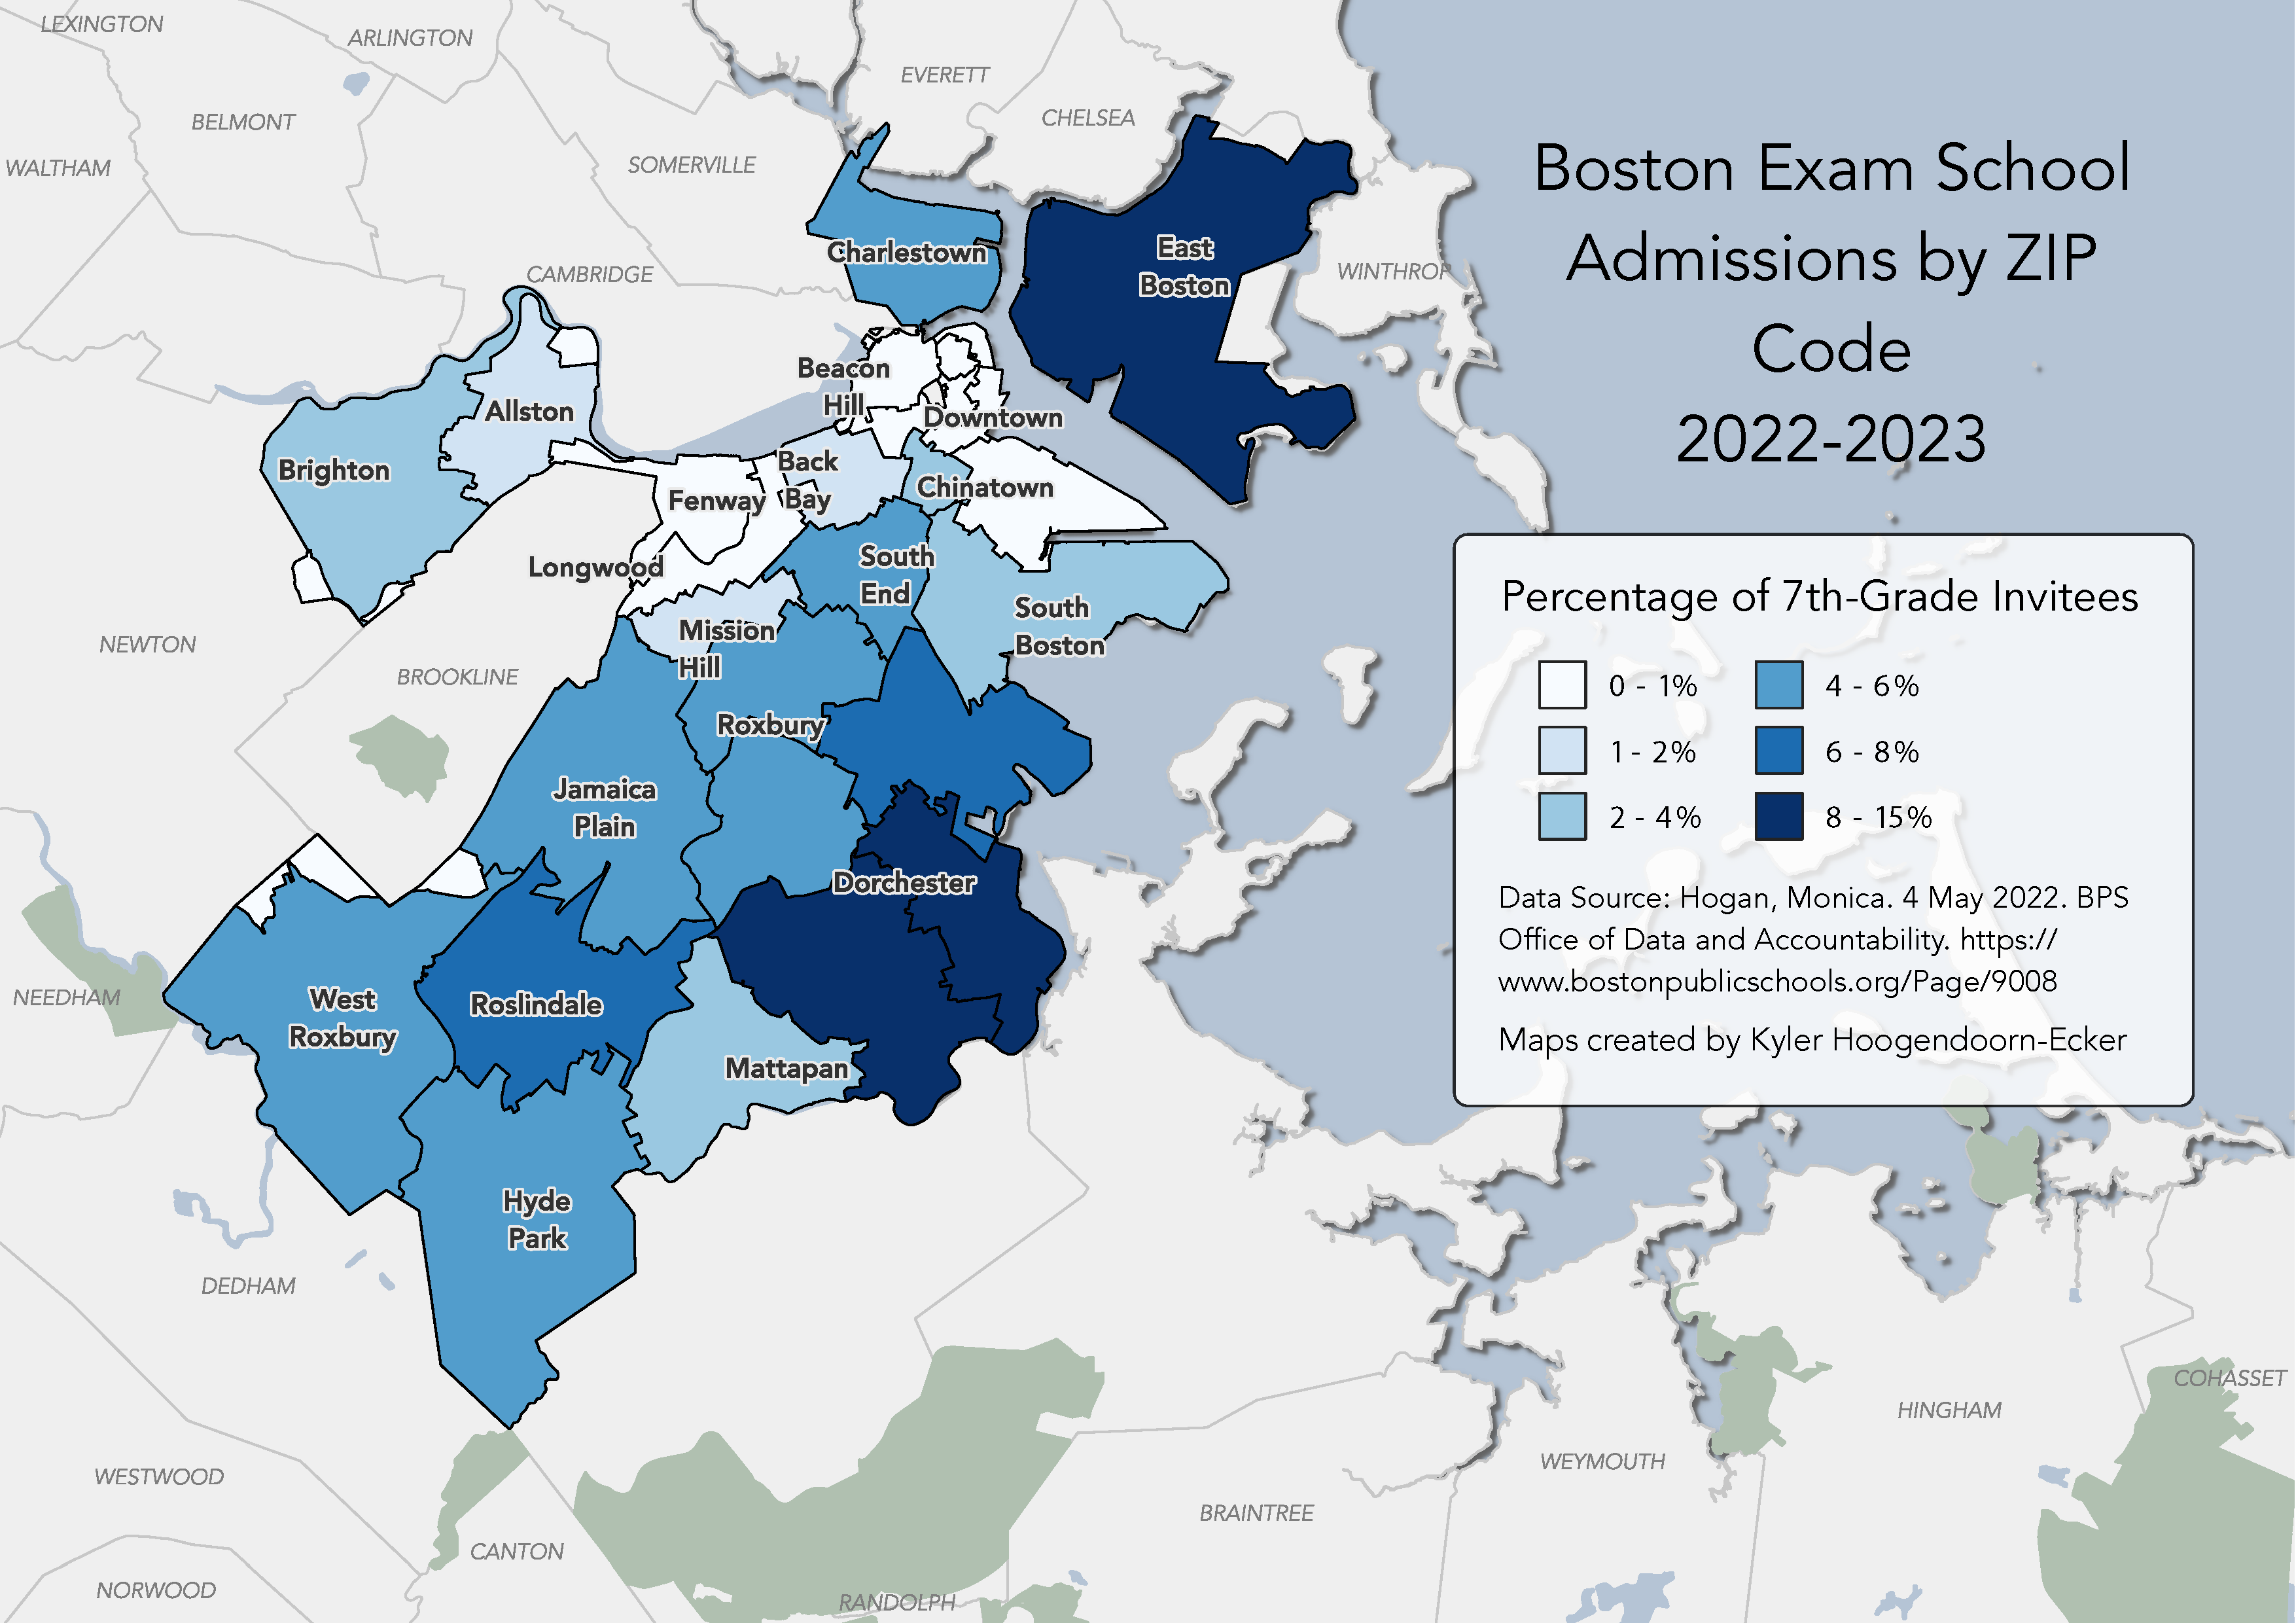 Boston Exam School
Admissions by ZIP
Code
2022-2023
LEXINGTON
ARLINGTON
EVERETT
BELMONT
CHELSEA
WALTHAM
SOMERVILLE
Charlestown
East
Boston
CAMBRIDGE
WINTHROP
Beacon
Hill
Allston
Downtown
Brighton
Back
Bay
Fenway
Chinatown
Longwood
South
End
South
Boston
Mission
Hill
NEWTON
BROOKLINE
Roxbury
Jamaica
Plain
Dorchester
NEEDHAM
West
Roxbury
Roslindale
Mattapan
Hyde
Park
DEDHAM
WESTWOOD
CANTON
NORWOOD
RANDOLPH
BRAINTREE
WEYMOUTH
HINGHAM
COHASSET
Percentage of 7th-Grade Invitees
0 - 1%
4 - 6%
1 - 2%
6 - 8%
2 - 4%
8 - 15%
Data Source: Hogan, Monica. 4 May 2022. BPS
Office of Data and Accountability. https://
www.bostonpublicschools.org/Page/9008
Maps created by Kyler Hoogendoorn-Ecker